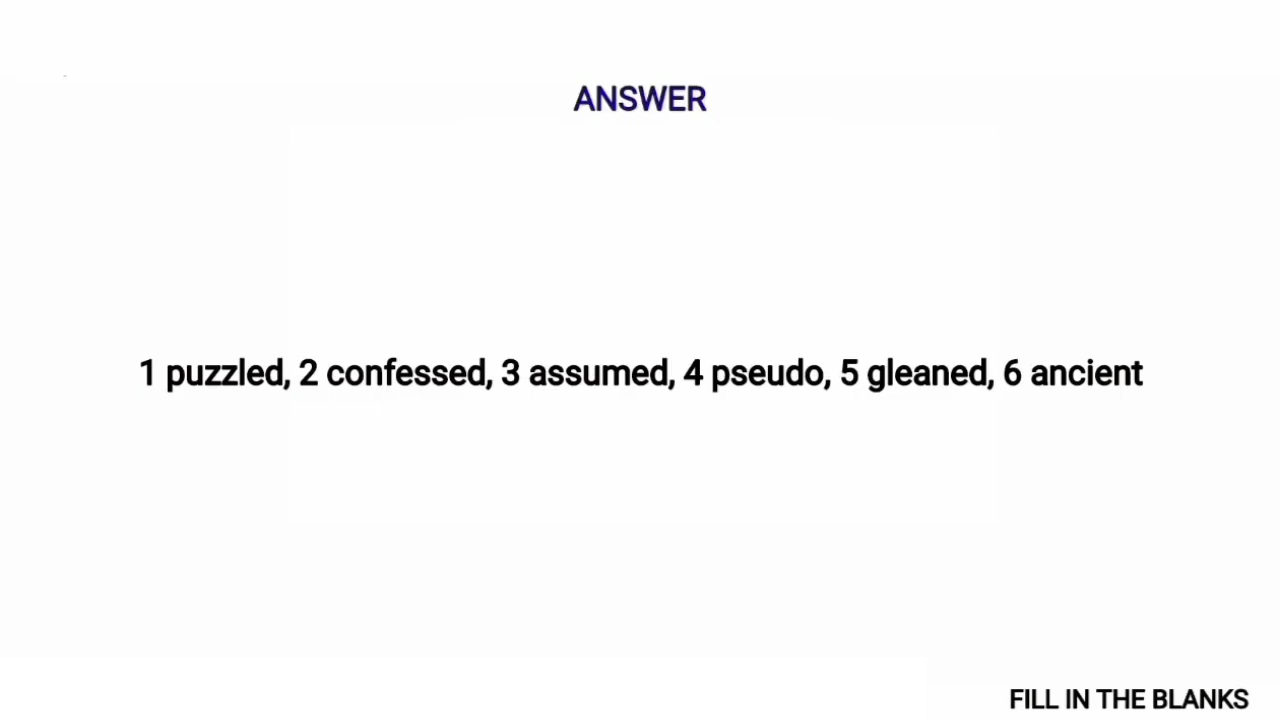 ANSWER
1 puzzled, 2 confessed, 3 assumed, 4 pseudo, 5 gleaned, 6 ancient
FILL IN THE BLANKS